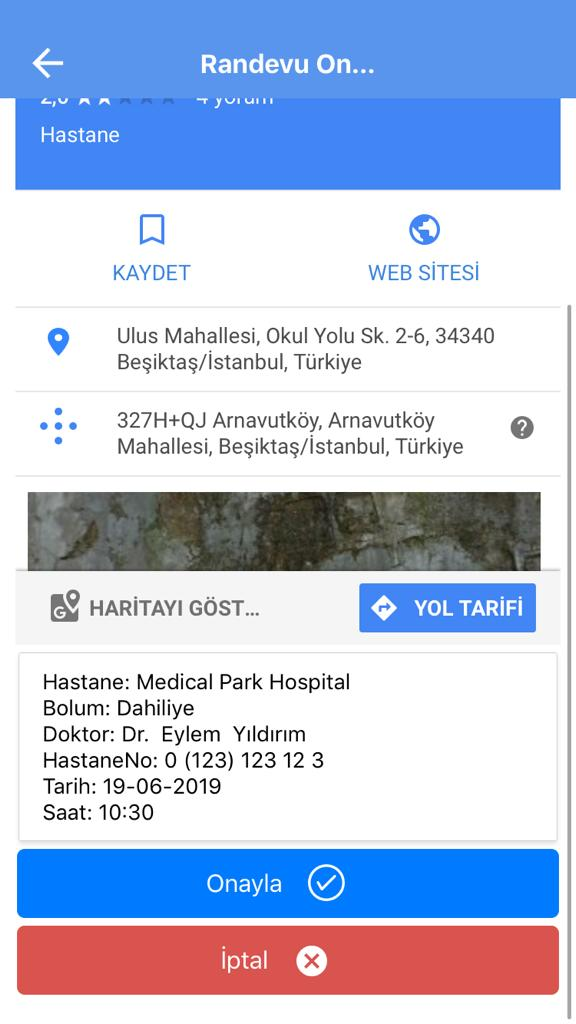 Randevu On...
2,0 4 yorum
Hastane
KAYDET
WEB SİTESİ
Ulus Mahallesi, Okul Yolu Sk. 2-6, 34340
Beşiktaş/İstanbul, Türkiye
327H+QJ Arnavutköy, Arnavutköy
Mahallesi, Beşiktaş/İstanbul, Türkiye
HARİTAYI GÖST...
YOL TARİFİ
Hastane: Medical Park Hospital
Bolum: Dahiliye
Doktor: Dr.  Eylem  Yıldırım
HastaneNo: 0 (123) 123 12 3
Tarih: 19-06-2019
Saat: 10:30
Onayla
İptal